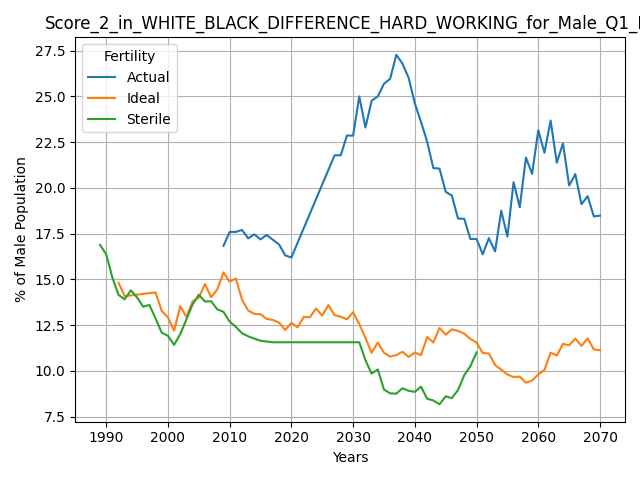 Score_2_in_WHITE_BLACK_DIFFERENCE_HARD_WORKING_for_Male_Q1_
Fertility
Actual
Ideal
Sterile
% of Male Population
27.5
25.0
22.5
20.0
17.5
15.0
12.5
10.0
7.5
1990 2000 2010 2020 2030 2040 2050 2060 2070
Years